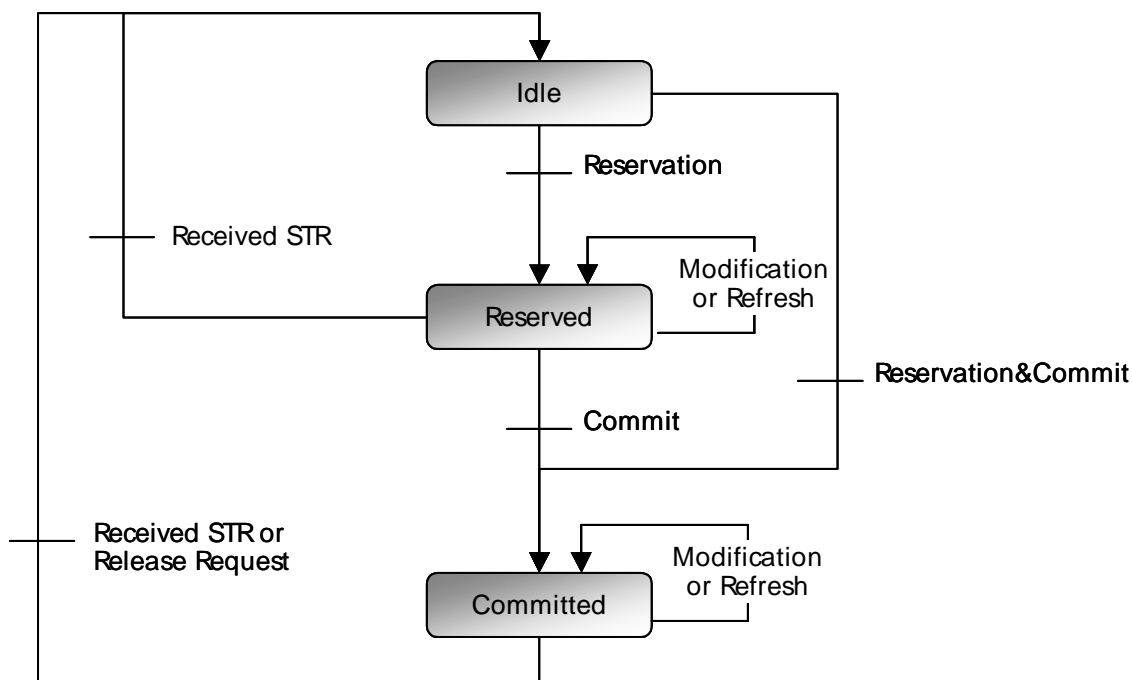 Idle
Reservation
Received STR
Modification
or Refresh
Reserved
Reservation&Commit
Commit
Received STR or
Release Request
Modification
or Refresh
Committed